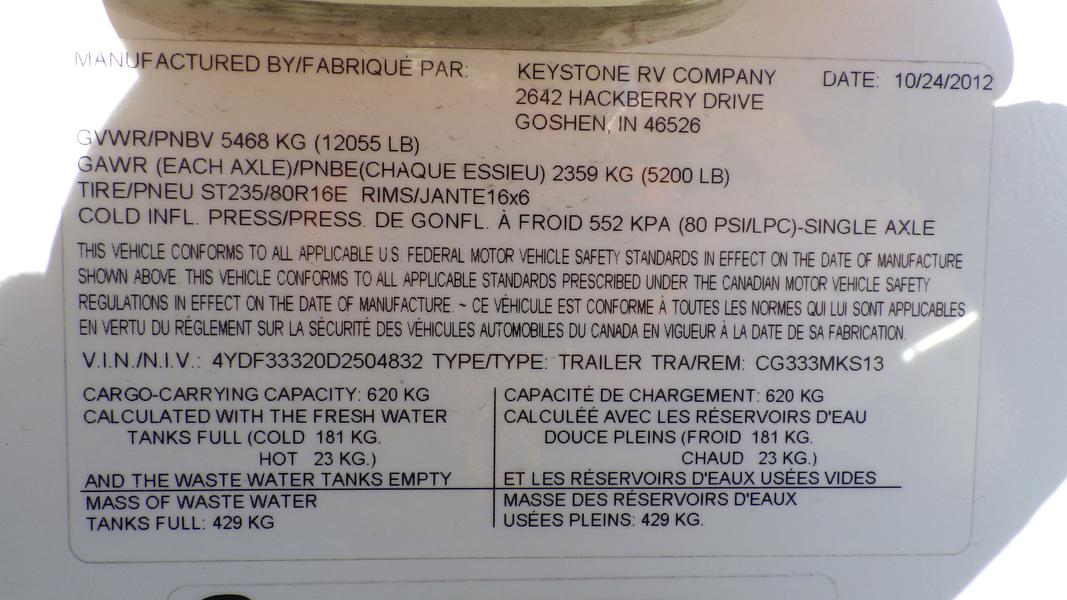 MANUFACTURED BY/FABRIQUÉ PAR: KEYSTONE RV COMPANY DATE: 10/24/2012
2642 HACKBERRY DRIVE
GOSHEN, IN 46526
GVWR/PNBV 5468 KG (12055 LB)
GAWR (EACH AXLE)/PNBE(CHAQUE ESSIEU) 2359 KG (5200 LB)
TIRE/PNEU ST235/80R16E RIMS/JANTE16x6
COLD INFL. PRESS/PRESS. DE GONFL. À FROID 552 KPA (80 PSI/LPC)-SINGLE AXLE
THIS VEHICLE CONFORMS TO ALL APPLICABLE U.S. FEDERAL MOTOR VEHICLE SAFETY STANDARDS IN EFFECT ON THE DATE OF MANUFACTURE
SHOWN ABOVE. THIS VEHICLE CONFORMS TO ALL APPLICABLE STANDARDS PRESCRIBED UNDER THE CANADIAN MOTOR VEHICLE SAFETY
REGULATIONS IN EFFECT ON THE DATE OF MANUFACTURE. ~ CE VÉHICULE EST CONFORME À TOUTES LES NORMES QUI LUI SONT APPLICABLES
EN VERTU DU RÉGLEMENT SUR LA SÉCURITÉ DES VÉHICULES AUTOMOBILES DU CANADA EN VIGUEUR À LA DATE DE SA FABRICATION.
V.I.N./N.I.V.: 4YDF33320D2504832 TYPE/TYPE: TRAILER TRA/REM: CG333MKS13
CARGO-CARRYING CAPACITY: 620 KG
CALCULATED WITH THE FRESH WATER
TANKS FULL (COLD 181 KG.
HOT 23 KG.)
AND THE WASTE WATER TANKS EMPTY
MASS OF WASTE WATER
TANKS FULL: 429 KG
CAPACITÉ DE CHARGEMENT: 620 KG
CALCULÉE AVEC LES RÉSERVOIRS D'EAU
DOUCE PLEINS (FROID 181 KG.
CHAUD 23 KG.)
ET LES RÉSERVOIRS D'EAUX USÉES VIDES
MASSE DES RÉSERVOIRS D'EAUX
USÉES PLEINS: 429 KG.